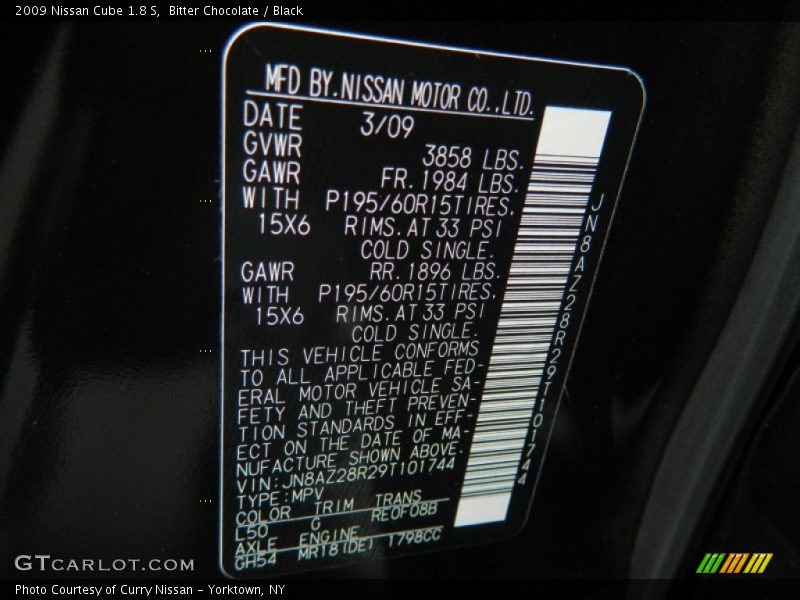 2009 Nissan Cube 1.8 S,  Bitter Chocolate / Black
MFD BY.NISSAN MOTOR CO.,LTD.
DATE 3/09
GVWR 3858 LBS.
GAWR FR. 1984 LBS.
WITH P195/60R15TIRES.
15X6 RIMS. AT 33 PSI
COLD SINGLE.
GAWR RR. 1896 LBS.
WITH P195/60R15TIRES.
15X6 RIMS. AT 33 PSI
COLD SINGLE.
THIS VEHICLE CONFORMS
TO ALL APPLICABLE FED-
ERAL MOTOR VEHICLE SA-
FETY AND THEFT PREVEN-
TION STANDARDS IN EFF-
ECT ON THE DATE OF MA-
NUFACTURE SHOWN ABOVE.
VIN:JN8AZ28R29T101744
TYPE:MPV
COLOR TRIM TRANS
L50 G RE0F08B
AXLE ENGINE
GH54 MR18(DE) 1798CC
JN8AZ28R29T101744
GTCARLOT.COM
Photo Courtesy of Curry Nissan – Yorktown, NY